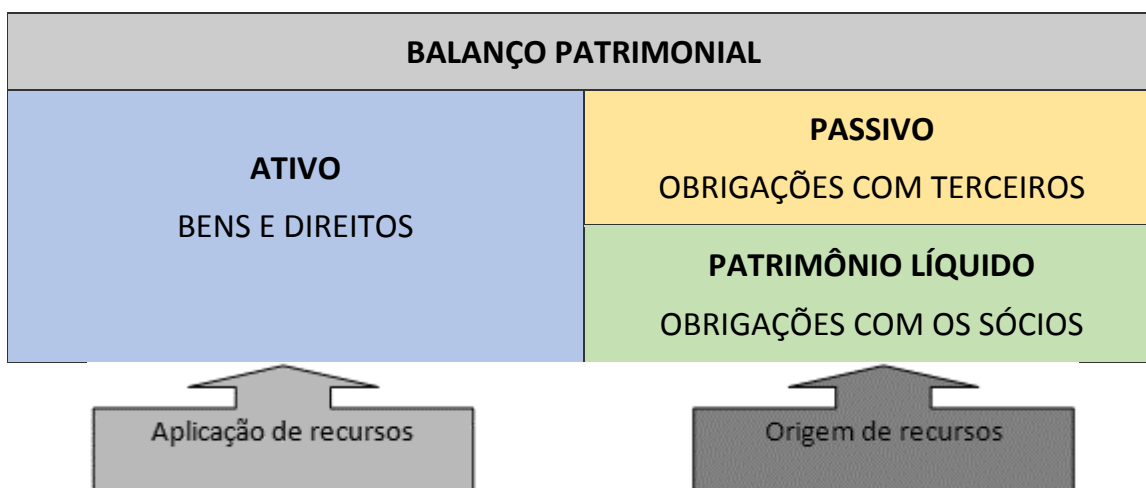 BALANÇO PATRIMONIAL
ATIVO
BENS E DIREITOS
PASSIVO
OBRIGAÇÕES COM TERCEIROS
PATRIMÔNIO LÍQUIDO
OBRIGAÇÕES COM OS SÓCIOS
Aplicação de recursos
Origem de recursos